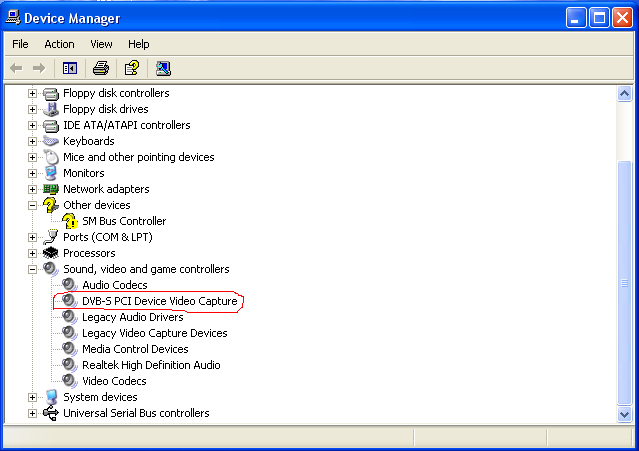 Device Manager
File Action View Help
Floppy disk controllers
Floppy disk drives
IDE ATA/ATAPI controllers
Keyboards
Mice and other pointing devices
Monitors
Network adapters
Other devices
SM Bus Controller
Ports (COM & LPT)
Processors
Sound, video and game controllers
Audio Codecs
DVB-S PCI Device Video Capture
Legacy Audio Drivers
Legacy Video Capture Devices
Media Control Devices
Realtek High Definition Audio
Video Codecs
System devices
Universal Serial Bus controllers